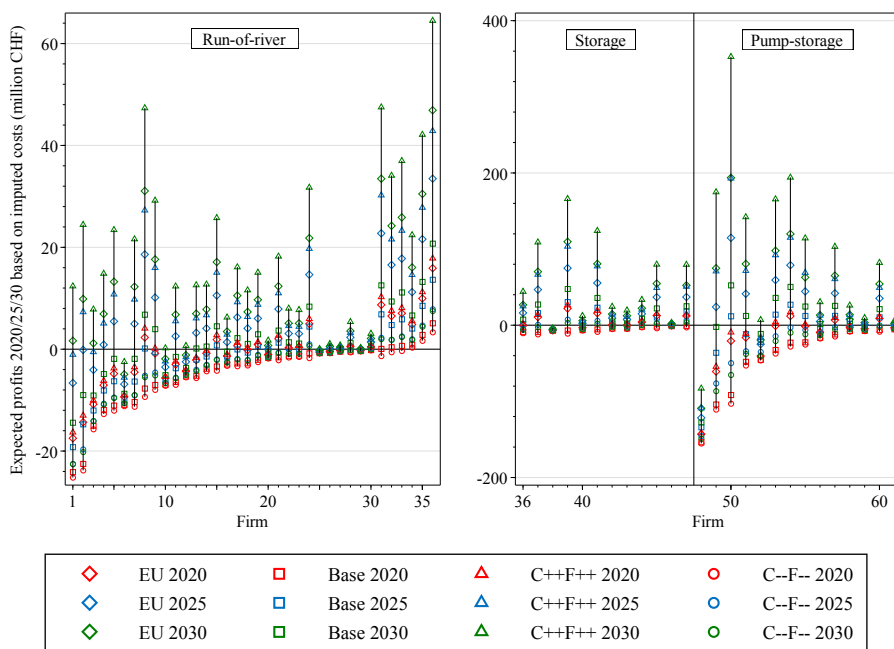 Expected profits 2020/25/30 based on imputed costs (million CHF)
Run-of-river
60
40
20
0
-20
1
10
20
30
35
Firm
Storage
Pump-storage
400
200
0
-200
36
40
50
60
Firm
EU 2020
Base 2020
C++F++ 2020
C--F-- 2020
EU 2025
Base 2025
C++F++ 2025
C--F-- 2025
EU 2030
Base 2030
C++F++ 2030
C--F-- 2030